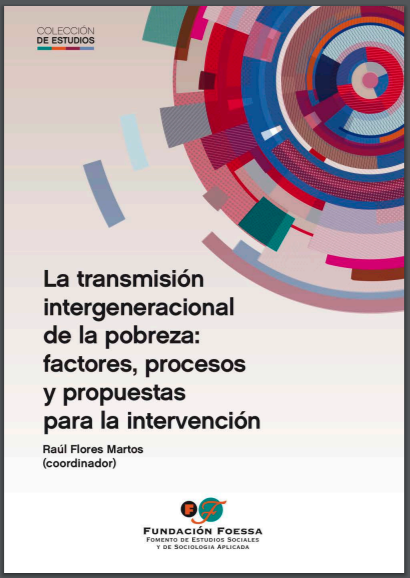 COLECCIÓN
DE ESTUDIOS
La transmisión
intergeneracional
de la pobreza:
factores, procesos
y propuestas
para la intervención
Raúl Flores Martos
(coordinador)
FUNDACIÓN FOESSA
FOMENTO DE ESTUDIOS SOCIALES
Y DE SOCIOLOGIA APLICADA